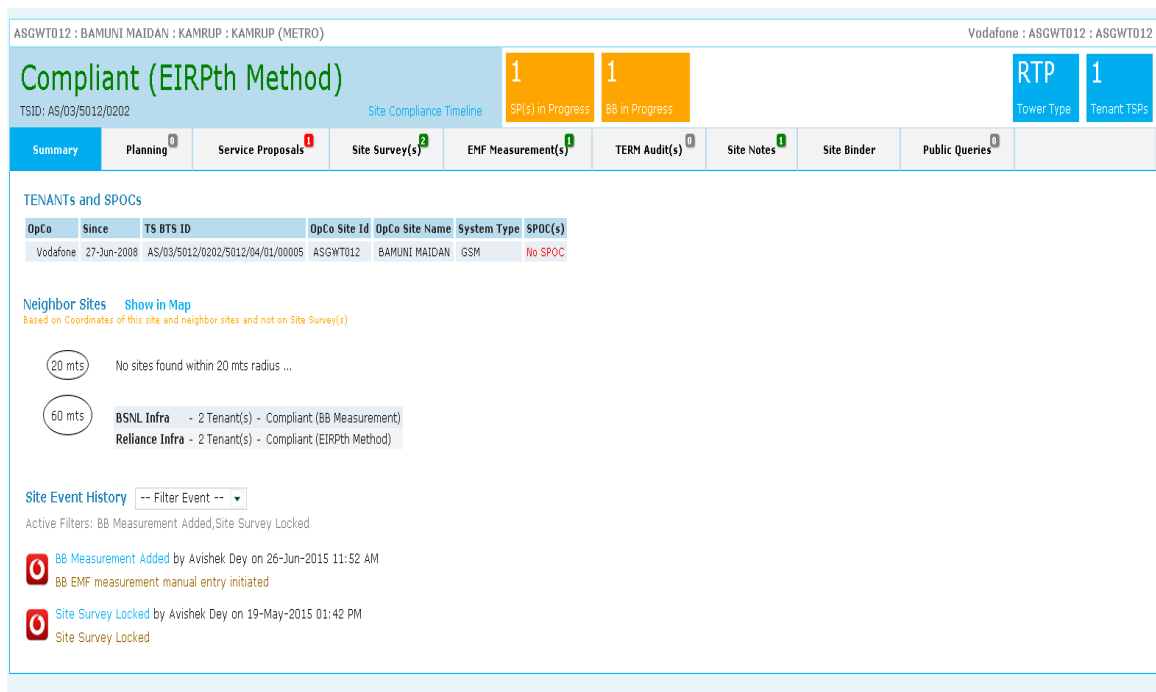 ASGWT012 : BAMUNI MAIDAN : KAMRUP : KAMRUP (METRO) Vodafone : ASGWT012 : ASGWT012
Compliant (EIRPth Method)
TSID: AS/03/5012/0202 Site Compliance Timeline
1
SP(s) in Progress
1
BB in Progress
RTP
Tower Type
1
Tenant TSPs
Summary Planning 0 Service Proposals 1 Site Survey(s) 2 EMF Measurement(s) 1 TERM Audit(s) 0 Site Notes 1 Site Binder Public Queries 0
TENANTs and SPOCs
OpCo Since TS BTS ID OpCo Site Id OpCo Site Name System Type SPOC(s)
Vodafone 27-Jun-2008 AS/03/5012/0202/5012/04/01/00005 ASGWT012 BAMUNI MAIDAN GSM No SPOC
Neighbor Sites Show in Map
Based on Coordinates of this site and neighbor sites and not on Site Survey(s)
20 mts No sites found within 20 mts radius ...
60 mts BSNL Infra - 2 Tenant(s) - Compliant (BB Measurement)
Reliance Infra - 2 Tenant(s) - Compliant (EIRPth Method)
Site Event History -- Filter Event --
Active Filters: BB Measurement Added,Site Survey Locked
BB Measurement Added by Avishek Dey on 26-Jun-2015 11:52 AM
BB EMF measurement manual entry initiated
Site Survey Locked by Avishek Dey on 19-May-2015 01:42 PM
Site Survey Locked